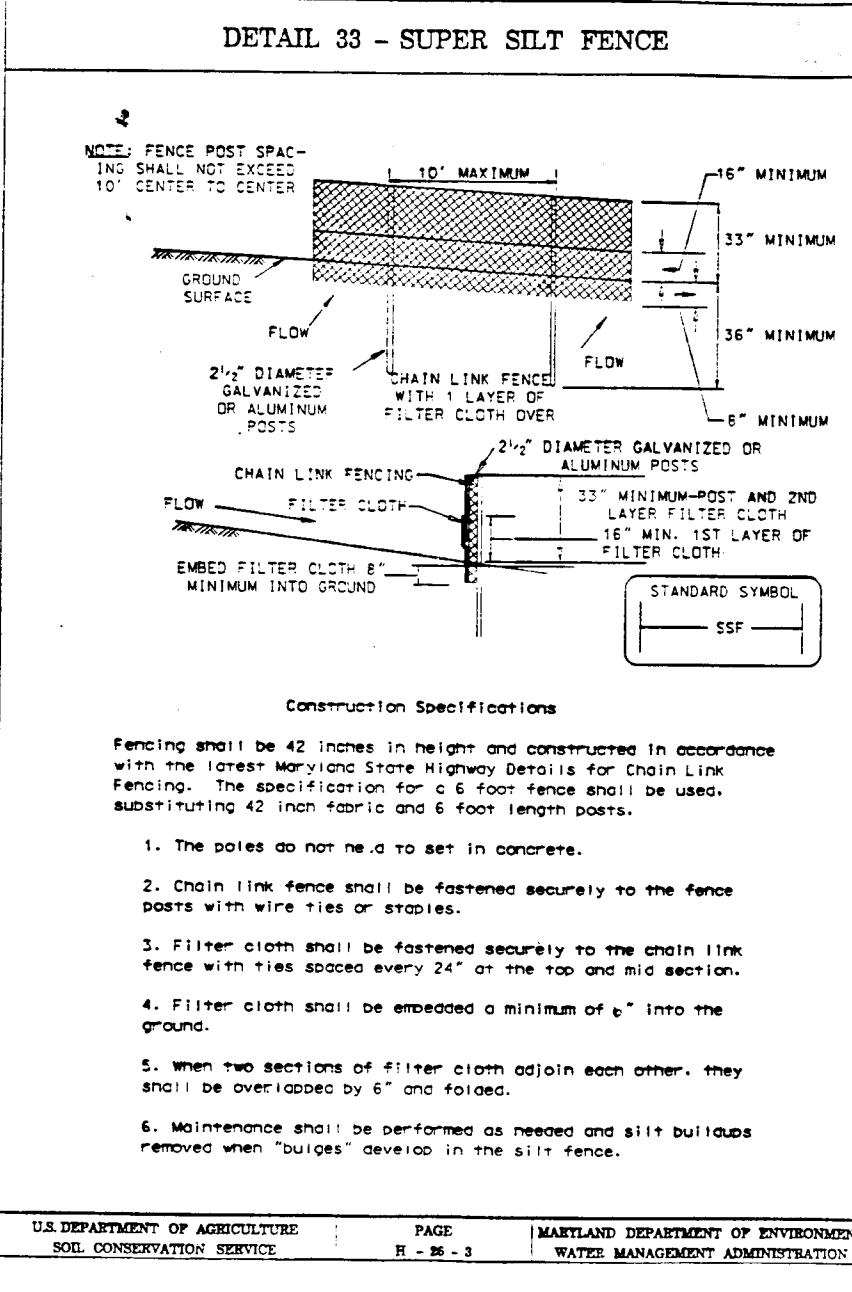 DETAIL 33 - SUPER SILT FENCE
NOTE: FENCE POST SPAC-
ING SHALL NOT EXCEED
10' CENTER TO CENTER
10' MAXIMUM
16" MINIMUM
33" MINIMUM
GROUND
SURFACE
FLOW
FLOW
36" MINIMUM
2 1/2" DIAMETER
GALVANIZED
OR ALUMINUM
POSTS
CHAIN LINK FENCE
WITH 1 LAYER OF
FILTER CLOTH OVER
8" MINIMUM
2 1/2" DIAMETER GALVANIZED OR
ALUMINUM POSTS
CHAIN LINK FENCING
FLOW
FILTER CLOTH
33" MINIMUM-POST AND 2ND
LAYER FILTER CLOTH
16" MIN. 1ST LAYER OF
FILTER CLOTH
EMBED FILTER CLOTH 8"
MINIMUM INTO GROUND
STANDARD SYMBOL
SSF
Construction Specifications
Fencing shall be 42 inches in height and constructed in accordance
with the latest Maryland State Highway Details for Chain Link
Fencing. The specification for a 6 foot fence shall be used,
substituting 42 inch fabric and 6 foot length posts.
1. The poles do not need to set in concrete.
2. Chain link fence shall be fastened securely to the fence
posts with wire ties or staples.
3. Filter cloth shall be fastened securely to the chain link
fence with ties spaced every 24" at the top and mid section.
4. Filter cloth shall be embedded a minimum of into the
ground.
5. When two sections of filter cloth adjoin each other, they
shall be overlapped by 6" and folded.
6. Maintenance shall be performed as needed and silt buildups
removed when "bulges" develop in the silt fence.
U.S. DEPARTMENT OF AGRICULTURE
SOIL CONSERVATION SERVICE
PAGE
H - 26 - 3
MARYLAND DEPARTMENT OF ENVIRONMEN
WATER MANAGEMENT ADMINISTRATION